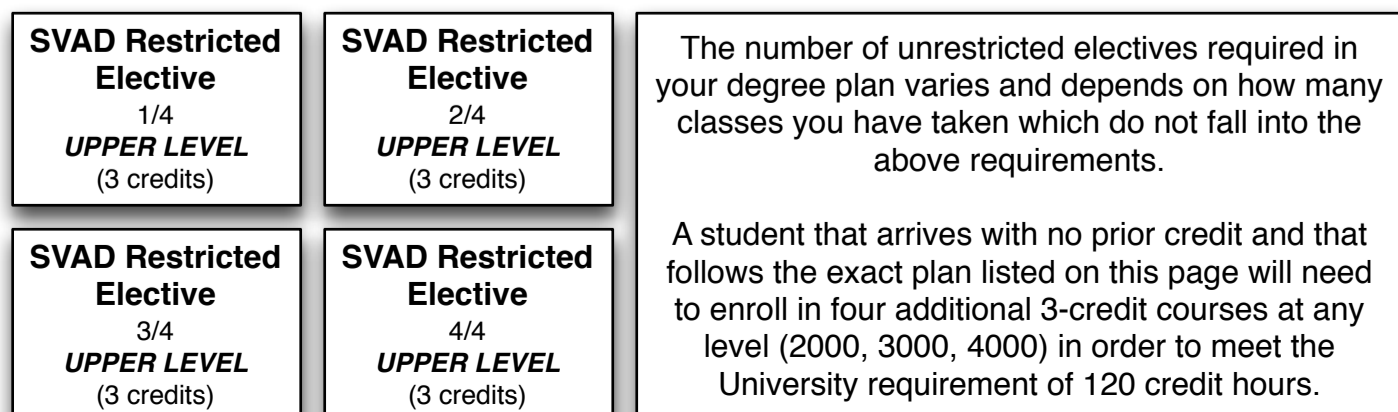 SVAD Restricted
Elective
1/4
UPPER LEVEL
(3 credits)
SVAD Restricted
Elective
2/4
UPPER LEVEL
(3 credits)
SVAD Restricted
Elective
3/4
UPPER LEVEL
(3 credits)
SVAD Restricted
Elective
4/4
UPPER LEVEL
(3 credits)
The number of unrestricted electives required in
your degree plan varies and depends on how many
classes you have taken which do not fall into the
above requirements.
A student that arrives with no prior credit and that
follows the exact plan listed on this page will need
to enroll in four additional 3-credit courses at any
level (2000, 3000, 4000) in order to meet the
University requirement of 120 credit hours.